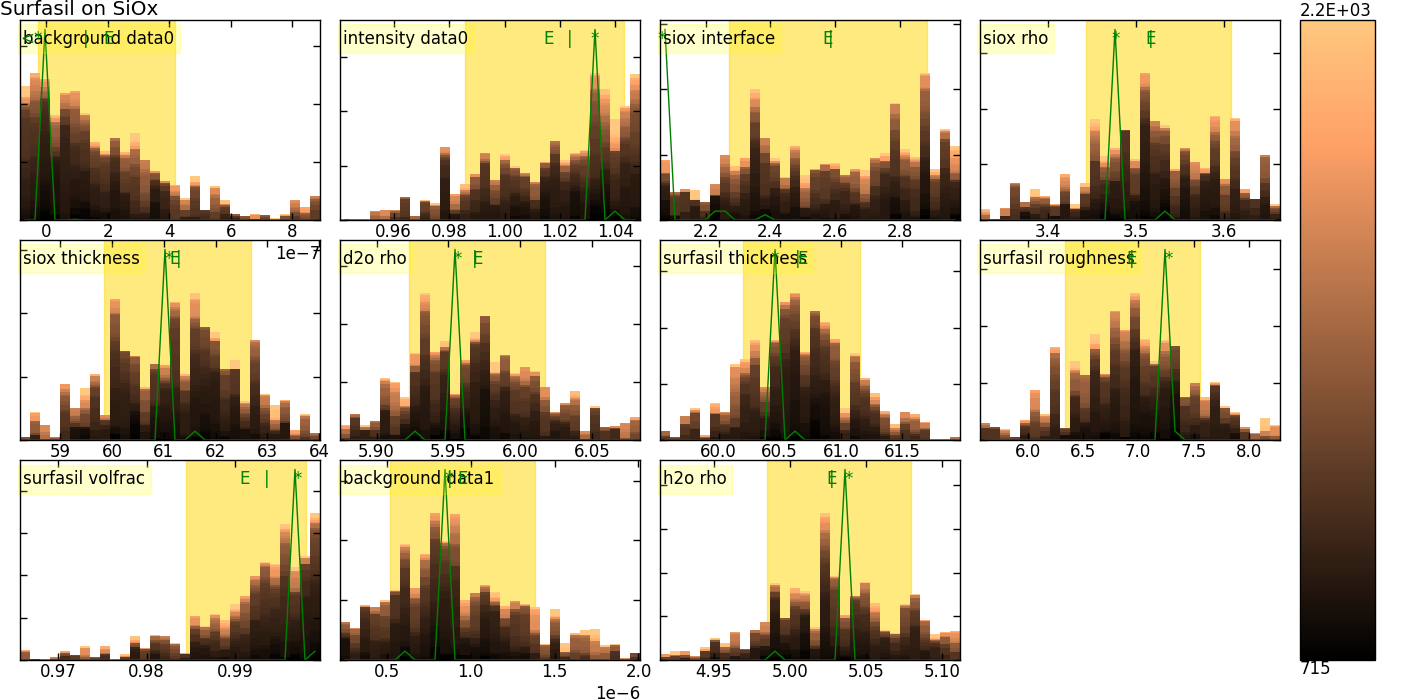 Surfasil on SiOx
2.2E+03
background data0
* | E
intensity data0
E | *
siox interface
* E |
siox rho
* | E
0 2 4 6 8
1e-7
0.96 0.98 1.00 1.02 1.04
2.2 2.4 2.6 2.8
3.4 3.5 3.6
siox thickness
* E |
d2o rho
* | E
surfasil thickness
* | E
surfasil roughness
E | *
59 60 61 62 63 64
5.90 5.95 6.00 6.05
60.0 60.5 61.0 61.5
6.0 6.5 7.0 7.5 8.0
surfasil volfrac
E | *
background data1
* | E
h2o rho
E | *
0.97 0.98 0.99
0.5 1.0 1.5 2.0
1e-6
4.95 5.00 5.05 5.10
715